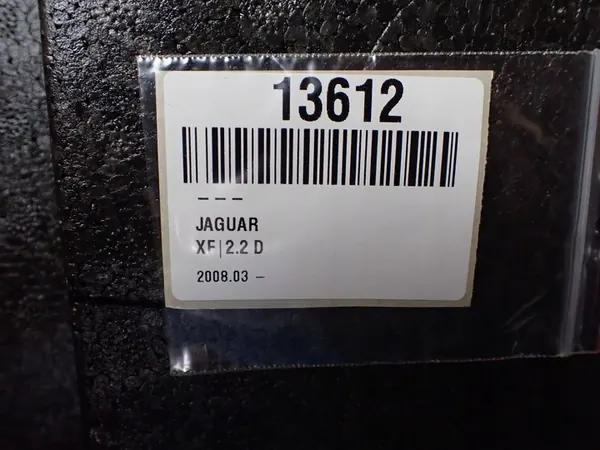 13612
---
JAGUAR
XF|2.2 D
2008.03 -